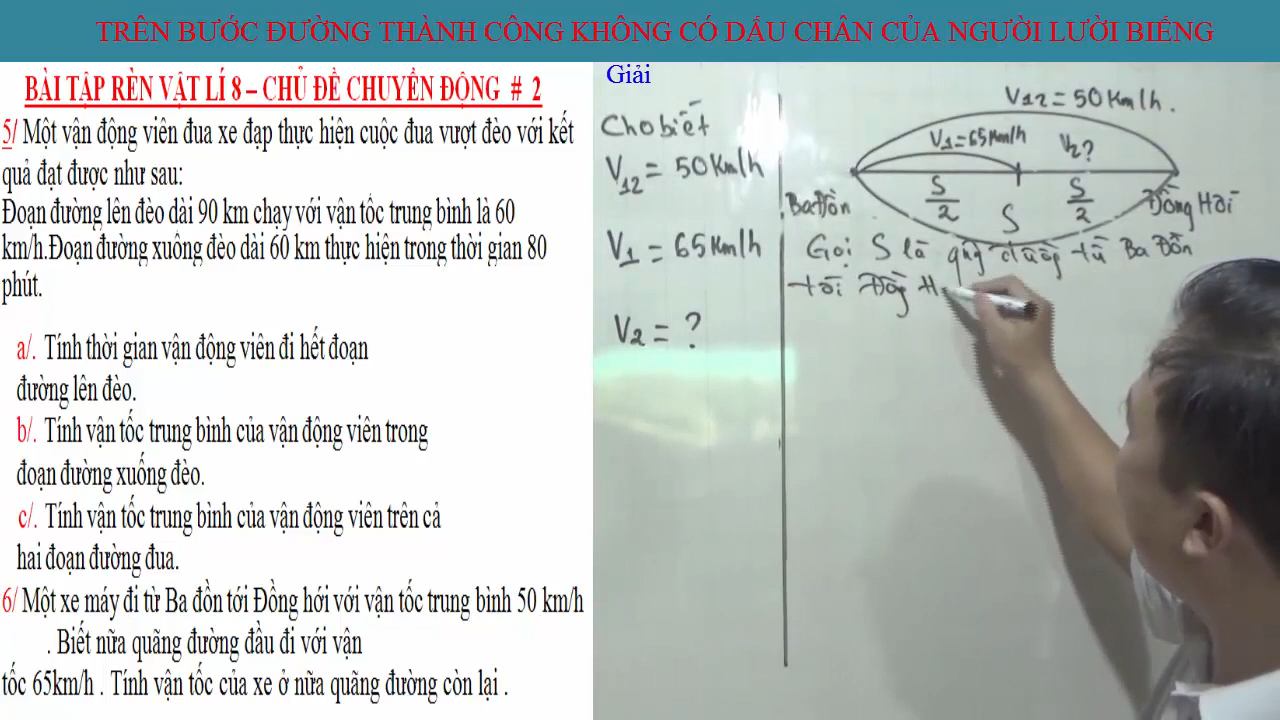 TRÊN BƯỚC ĐƯỜNG THÀNH CÔNG KHÔNG CÓ DẤU CHÂN CỦA NGƯỜI LƯỜI BIẾNG
BÀI TẬP RÈN VẬT LÍ 8 – CHỦ ĐỀ CHUYỂN ĐỘNG # 2
5/ Một vận động viên đua xe đạp thực hiện cuộc đua vượt đèo với kết
quả đạt được như sau:
Đoạn đường lên đèo dài 90 km chạy với vận tốc trung bình là 60
km/h.Đoạn đường xuống đèo dài 60 km thực hiện trong thời gian 80
phút.
a/. Tính thời gian vận động viên đi hết đoạn
đường lên đèo.
b/. Tính vận tốc trung bình của vận động viên trong
đoạn đường xuống đèo.
c/. Tính vận tốc trung bình của vận động viên trên cả
hai đoạn đường đua.
6/ Một xe máy đi từ Ba đồn tới Đồng hới với vận tốc trung bình 50 km/h
. Biết nữa quãng đường đầu đi với vận
tốc 65km/h . Tính vận tốc của xe ở nữa quãng đường còn lại .
Giải
Cho biết
V12 = 50 Km/h
V1 = 65 Km/h
V2 = ?
V12 = 50 Km/h.
V1 = 65 Km/h
V2 ?
S/2
S/2
Ba Đồn
S
Đồng Hới
Gọi S là quãng đường từ Ba Đồn
tới Đồng H